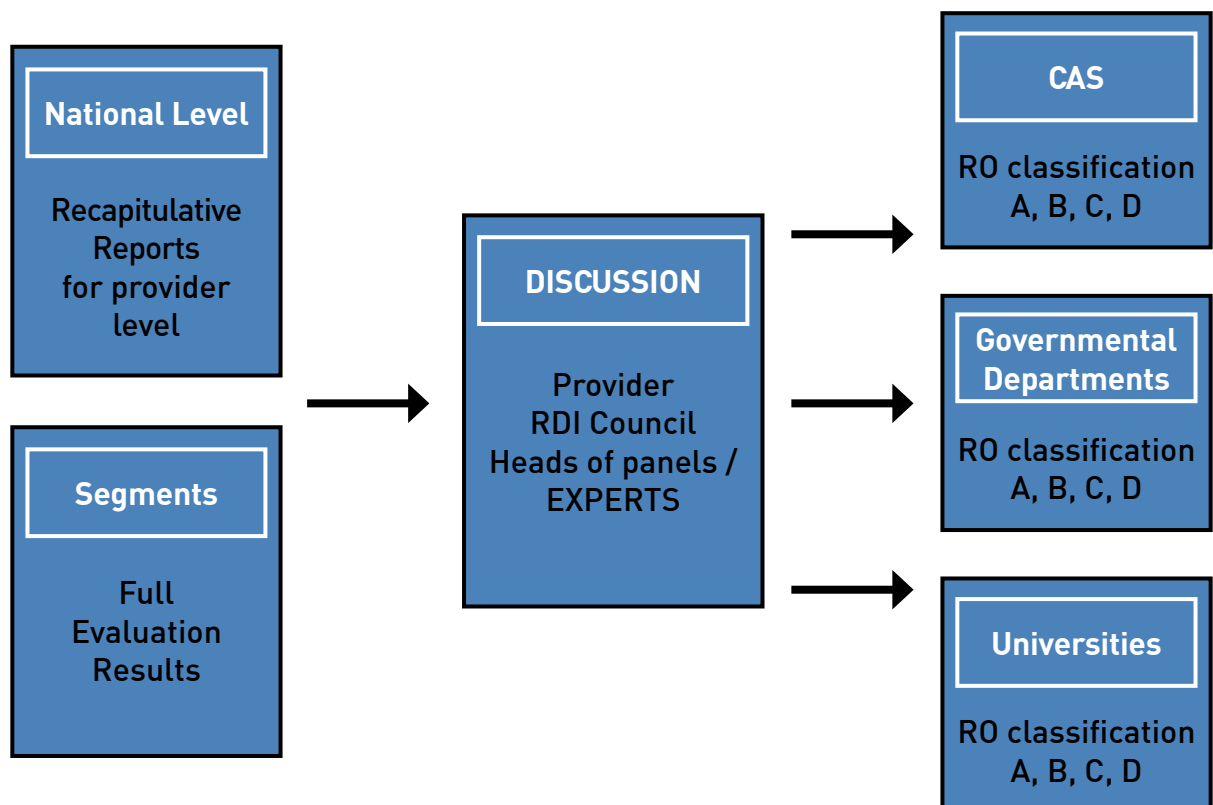 National Level
Recapitulative
Reports
for provider
level
Segments
Full
Evaluation
Results
DISCUSSION
Provider
RDI Council
Heads of panels /
EXPERTS
CAS
RO classification
A, B, C, D
Governmental
Departments
RO classification
A, B, C, D
Universities
RO classification
A, B, C, D